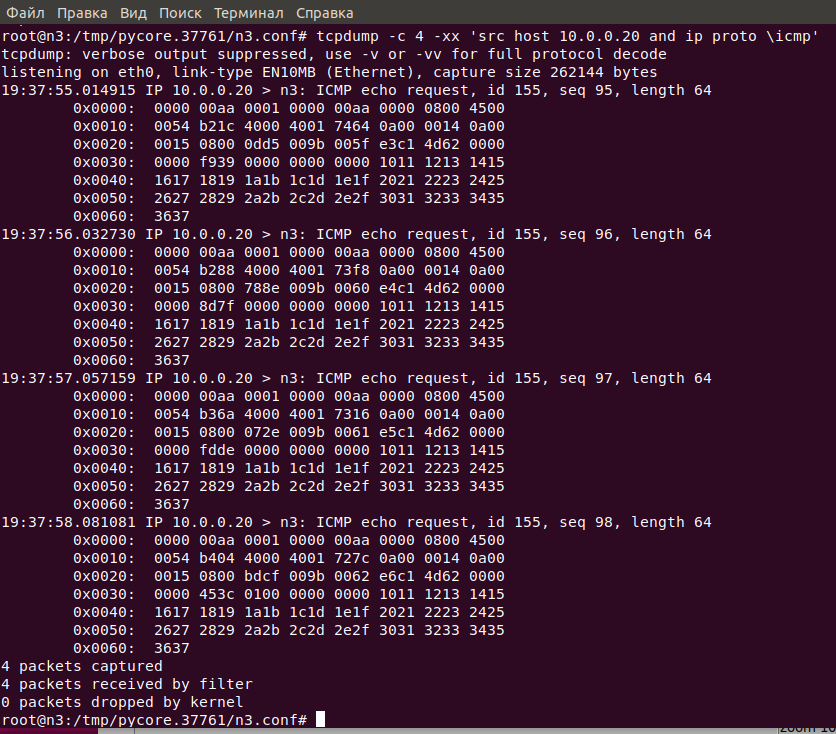 Файл Правка Вид Поиск Терминал Справка
root@n3:/tmp/pycore.37761/n3.conf# tcpdump -c 4 -xx 'src host 10.0.0.20 and ip proto \icmp'
tcpdump: verbose output suppressed, use -v or -vv for full protocol decode
listening on eth0, link-type EN10MB (Ethernet), capture size 262144 bytes
19:37:55.014915 IP 10.0.0.20 > n3: ICMP echo request, id 155, seq 95, length 64
0x0000: 0000 00aa 0001 0000 00aa 0000 0800 4500
0x0010: 0054 b21c 4000 4001 7464 0a00 0014 0a00
0x0020: 0015 0800 0dd5 009b 005f e3c1 4d62 0000
0x0030: 0000 f939 0000 0000 0000 1011 1213 1415
0x0040: 1617 1819 1a1b 1c1d 1e1f 2021 2223 2425
0x0050: 2627 2829 2a2b 2c2d 2e2f 3031 3233 3435
0x0060: 3637
19:37:56.032730 IP 10.0.0.20 > n3: ICMP echo request, id 155, seq 96, length 64
0x0000: 0000 00aa 0001 0000 00aa 0000 0800 4500
0x0010: 0054 b288 4000 4001 73f8 0a00 0014 0a00
0x0020: 0015 0800 788e 009b 0060 e4c1 4d62 0000
0x0030: 0000 8d7f 0000 0000 0000 1011 1213 1415
0x0040: 1617 1819 1a1b 1c1d 1e1f 2021 2223 2425
0x0050: 2627 2829 2a2b 2c2d 2e2f 3031 3233 3435
0x0060: 3637
19:37:57.057159 IP 10.0.0.20 > n3: ICMP echo request, id 155, seq 97, length 64
0x0000: 0000 00aa 0001 0000 00aa 0000 0800 4500
0x0010: 0054 b36a 4000 4001 7316 0a00 0014 0a00
0x0020: 0015 0800 072e 009b 0061 e5c1 4d62 0000
0x0030: 0000 fdde 0000 0000 0000 1011 1213 1415
0x0040: 1617 1819 1a1b 1c1d 1e1f 2021 2223 2425
0x0050: 2627 2829 2a2b 2c2d 2e2f 3031 3233 3435
0x0060: 3637
19:37:58.081081 IP 10.0.0.20 > n3: ICMP echo request, id 155, seq 98, length 64
0x0000: 0000 00aa 0001 0000 00aa 0000 0800 4500
0x0010: 0054 b404 4000 4001 727c 0a00 0014 0a00
0x0020: 0015 0800 bdcf 009b 0062 e6c1 4d62 0000
0x0030: 0000 453c 0100 0000 0000 1011 1213 1415
0x0040: 1617 1819 1a1b 1c1d 1e1f 2021 2223 2425
0x0050: 2627 2829 2a2b 2c2d 2e2f 3031 3233 3435
0x0060: 3637
4 packets captured
4 packets received by filter
0 packets dropped by kernel
root@n3:/tmp/pycore.37761/n3.conf#